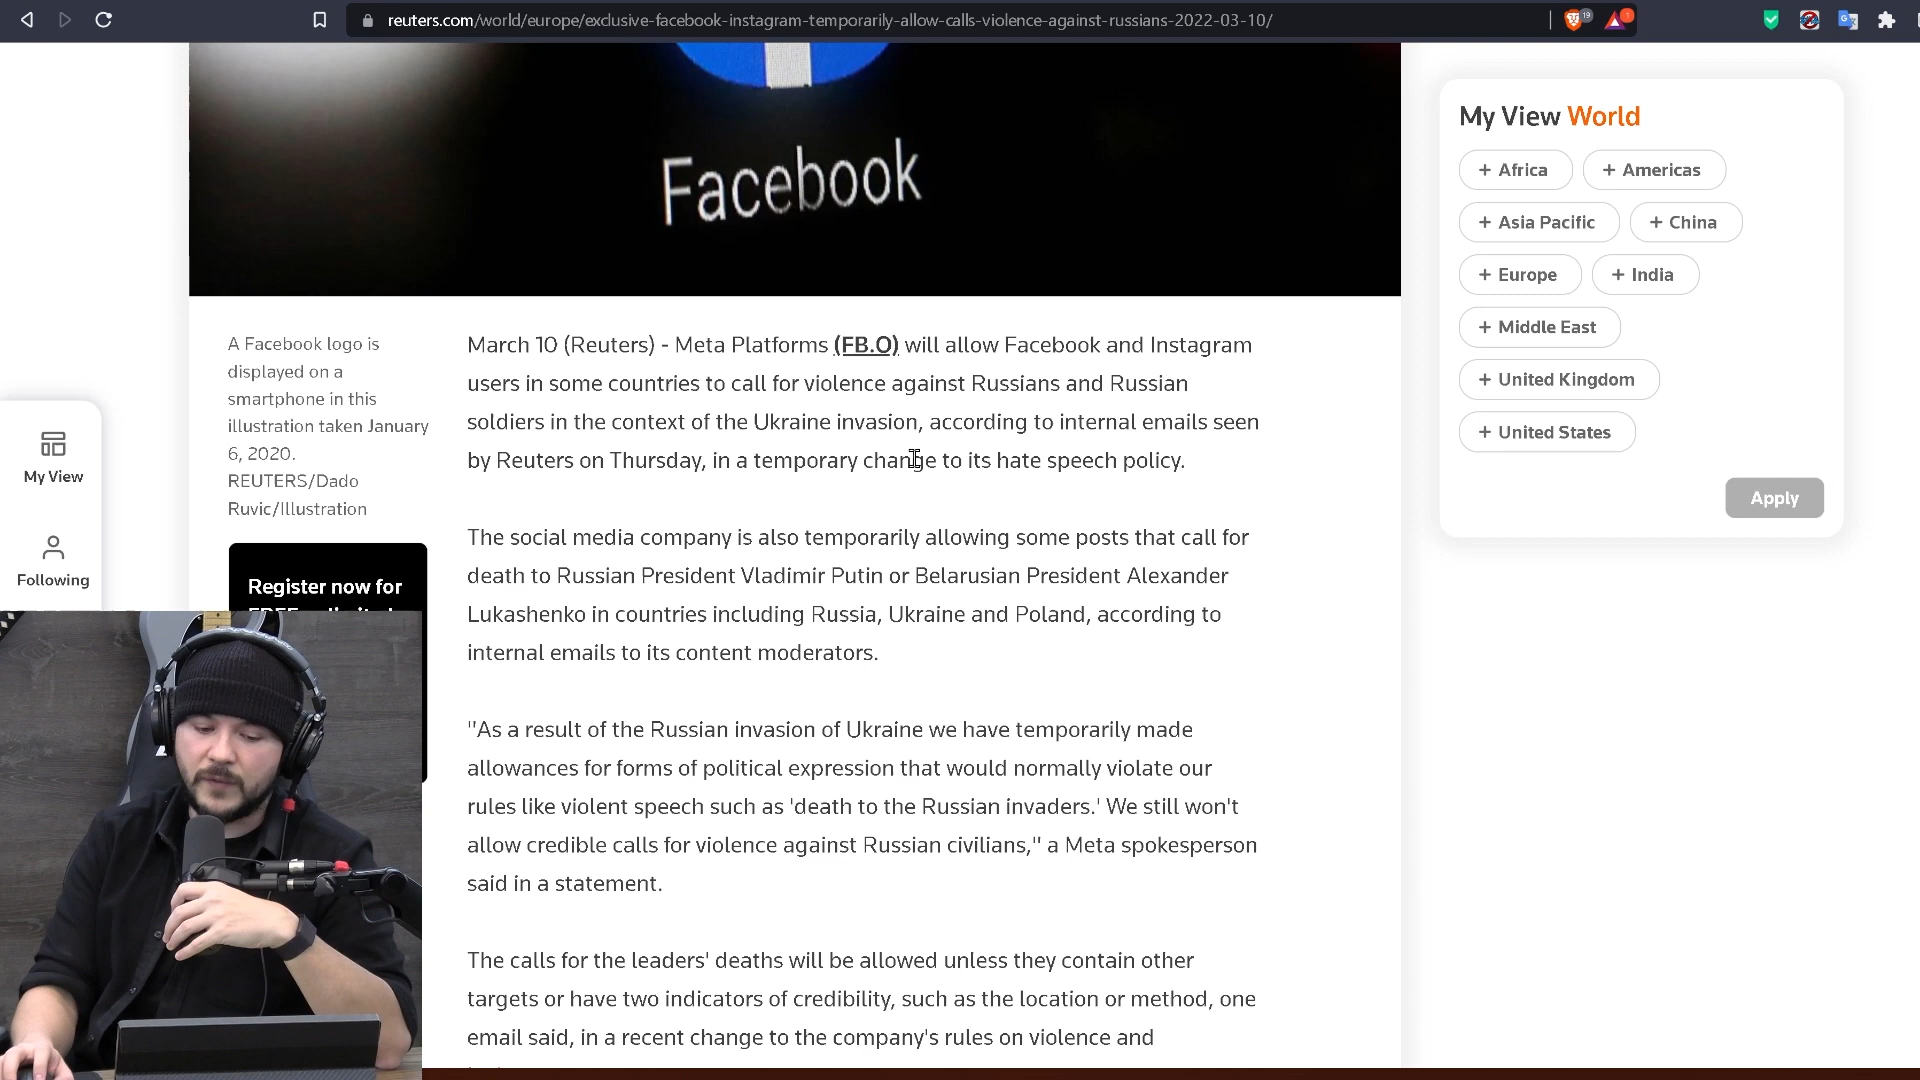 reuters.com/world/europe/exclusive-facebook-instagram-temporarily-allow-calls-violence-against-russians-2022-03-10/
19
1
Facebook
My View World
+ Africa
+ Americas
+ Asia Pacific
+ China
+ Europe
+ India
+ Middle East
+ United Kingdom
+ United States
Apply
My View
Following
A Facebook logo is
displayed on a
smartphone in this
illustration taken January
6, 2020.
REUTERS/Dado
Ruvic/Illustration
Register now for
March 10 (Reuters) - Meta Platforms (FB.O) will allow Facebook and Instagram
users in some countries to call for violence against Russians and Russian
soldiers in the context of the Ukraine invasion, according to internal emails seen
by Reuters on Thursday, in a temporary change to its hate speech policy.
The social media company is also temporarily allowing some posts that call for
death to Russian President Vladimir Putin or Belarusian President Alexander
Lukashenko in countries including Russia, Ukraine and Poland, according to
internal emails to its content moderators.
"As a result of the Russian invasion of Ukraine we have temporarily made
allowances for forms of political expression that would normally violate our
rules like violent speech such as 'death to the Russian invaders.' We still won't
allow credible calls for violence against Russian civilians," a Meta spokesperson
said in a statement.
The calls for the leaders' deaths will be allowed unless they contain other
targets or have two indicators of credibility, such as the location or method, one
email said, in a recent change to the company's rules on violence and